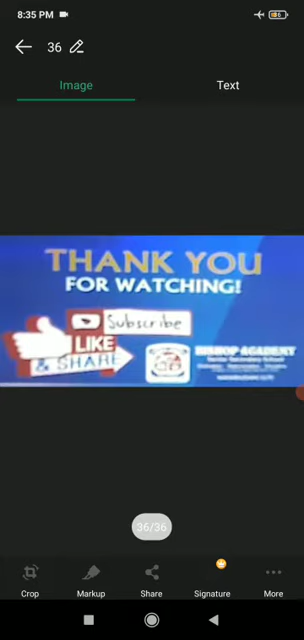 8:35 PM
6
36
Image Text
THANK YOU
FOR WATCHING!
Subscribe
LIKE
& SHARE
BISHOP ACADEMY
36/36
Crop Markup Share Signature More